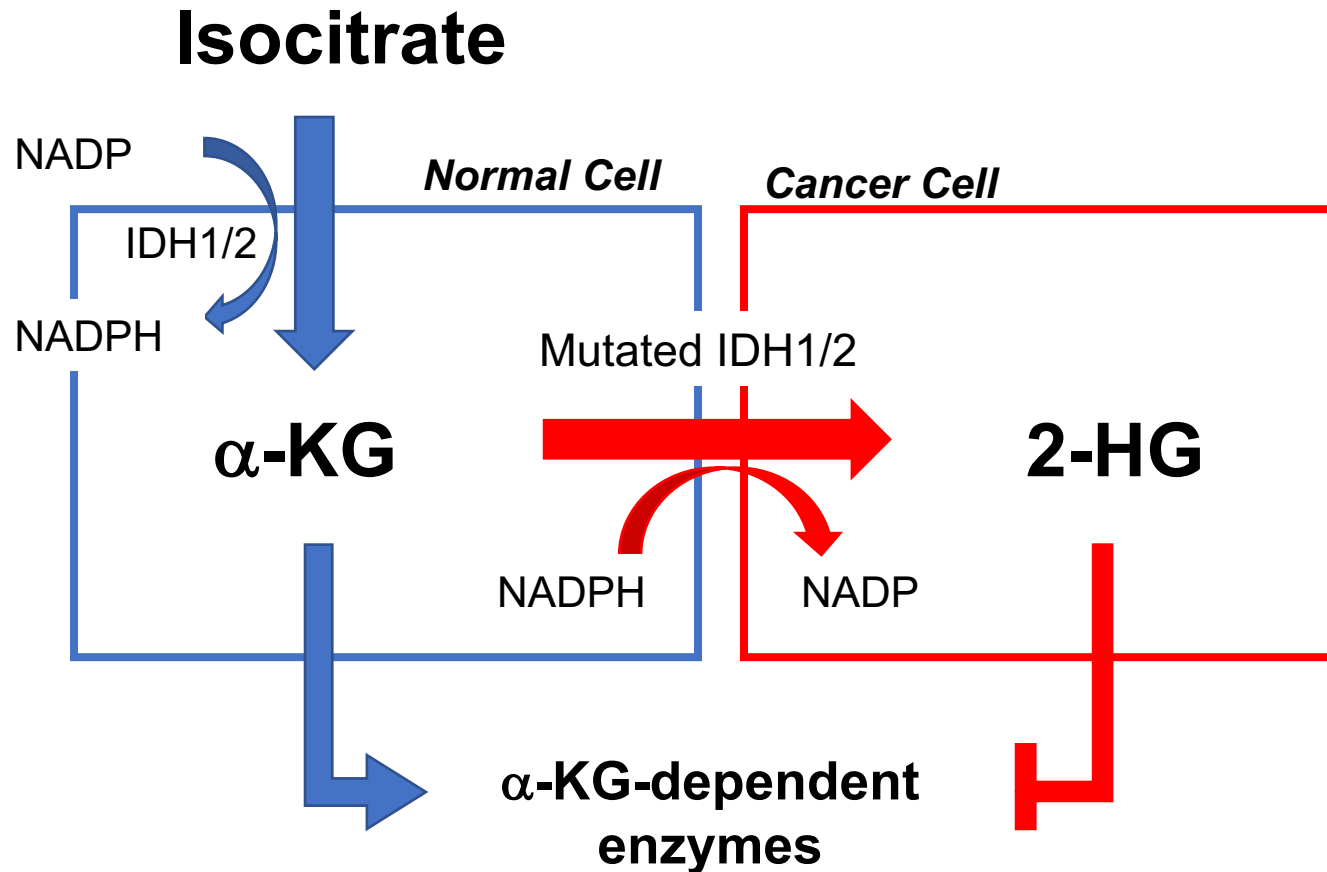 Isocitrate
NADP
Normal Cell
Cancer Cell
IDH1/2
NADPH
Mutated IDH1/2
α-KG
2-HG
NADPH
NADP
α-KG-dependent
enzymes